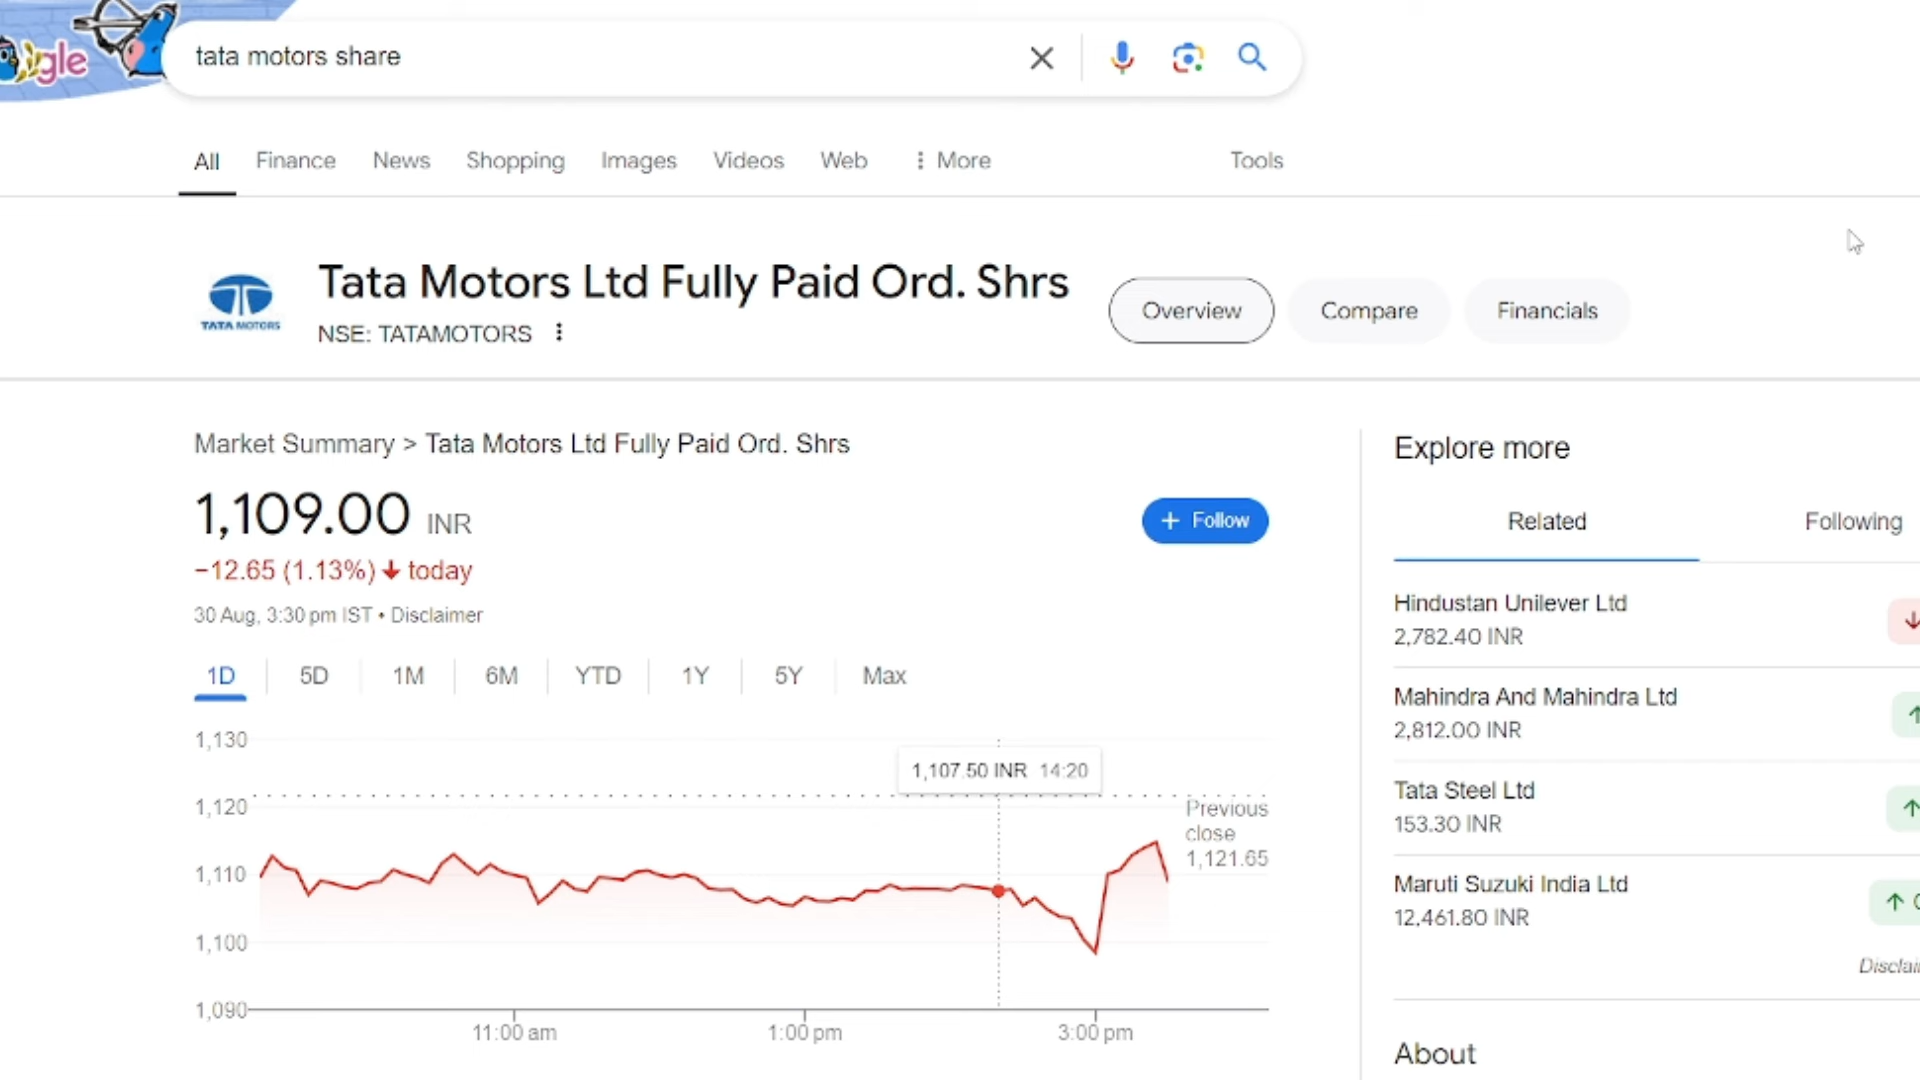 gle
tata motors share
All Finance News Shopping Images Videos Web More Tools
TATA MOTORS
Tata Motors Ltd Fully Paid Ord. Shrs
NSE: TATAMOTORS
Overview Compare Financials
Market Summary > Tata Motors Ltd Fully Paid Ord. Shrs
1,109.00 INR
+ Follow
−12.65 (1.13%) ↓ today
30 Aug, 3:30 pm IST • Disclaimer
1D 5D 1M 6M YTD 1Y 5Y Max
1,130
1,107.50 INR 14:20
1,120
Previous
close
1,121.65
1,110
1,100
1,090
11:00 am 1:00 pm 3:00 pm
Explore more
Related Following
Hindustan Unilever Ltd
2,782.40 INR
Mahindra And Mahindra Ltd
2,812.00 INR
Tata Steel Ltd
153.30 INR
Maruti Suzuki India Ltd
12,461.80 INR
About